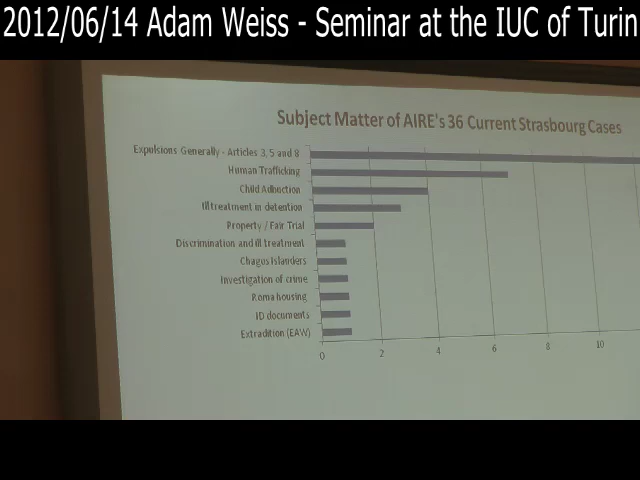 2012/06/14 Adam Weiss - Seminar at the IUC of Turin
Subject Matter of AIRE's 36 Current Strasbourg Cases
Expulsions Generally - Articles 3, 5 and 8
Human Trafficking
Child Adbuction
Ill treatment in detention
Property / Fair Trial
Discrimination and ill treatment
Chagos Islanders
Investigation of crime
Roma housing
ID documents
Extradition (EAW)
0 2 4 6 8 10